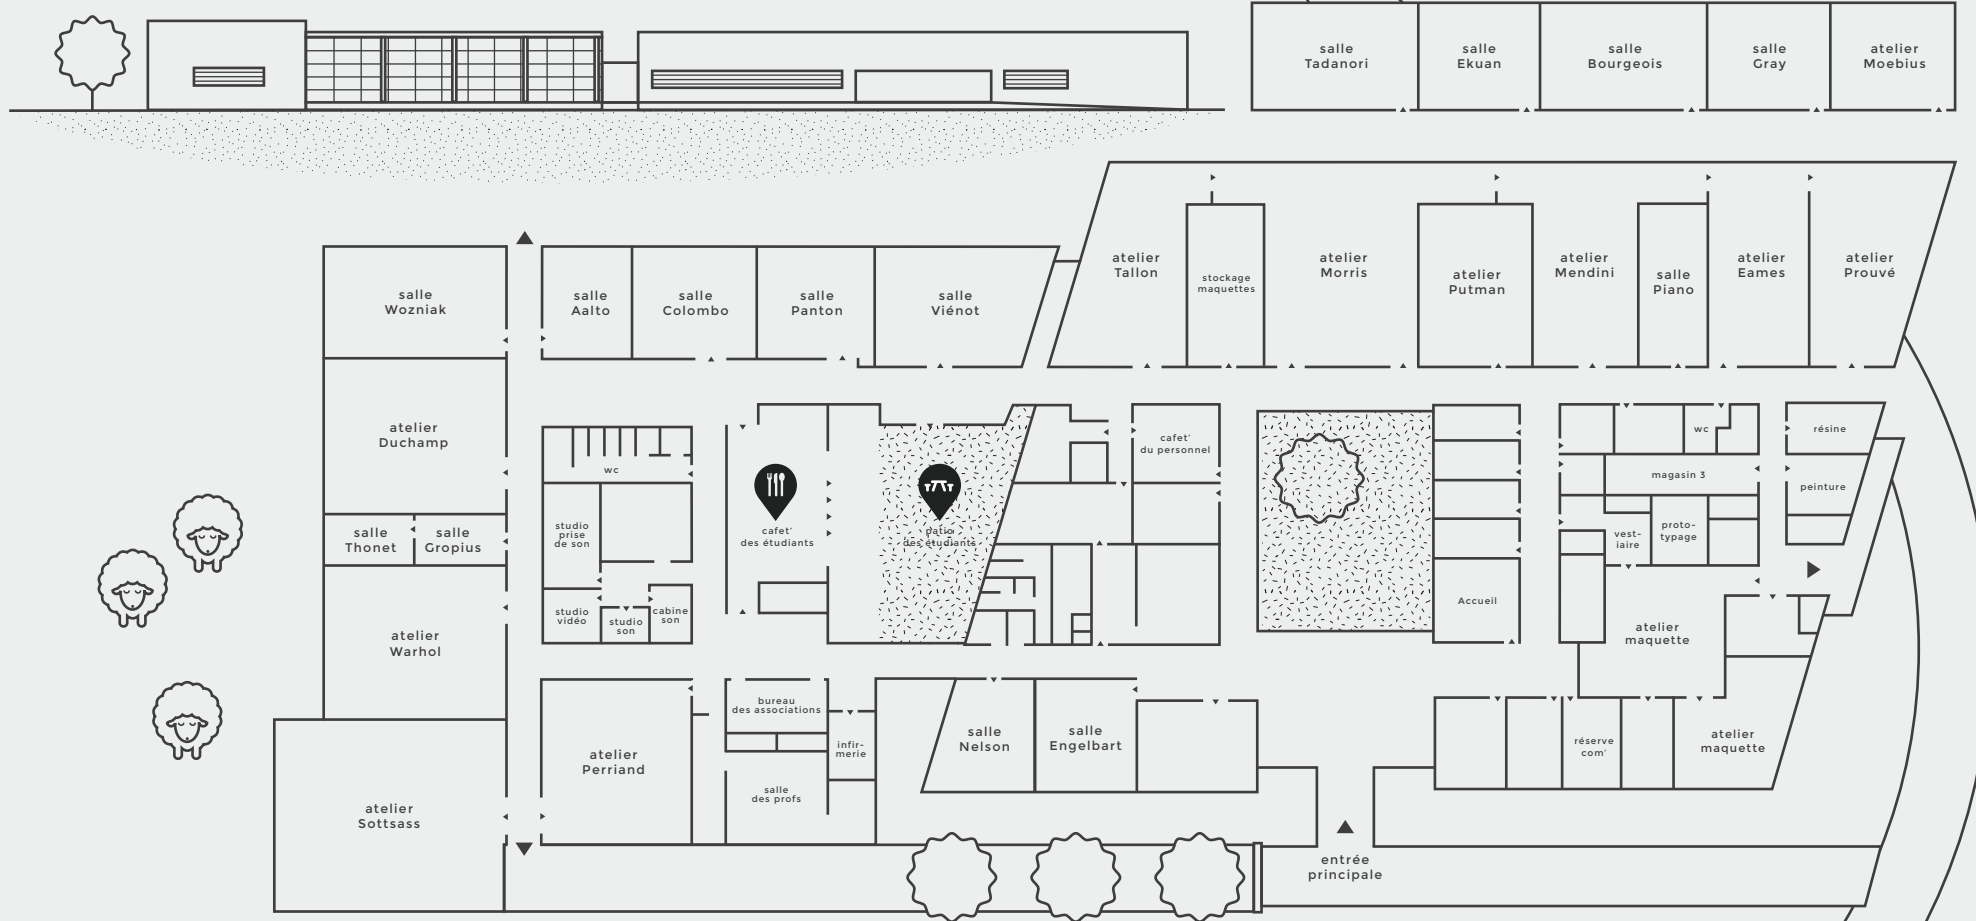 salle
Tadanori
salle
Ekuan
salle
Bourgeois
salle
Gray
atelier
Moebius
atelier
Tallon
stockage
maquettes
atelier
Morris
atelier
Putman
atelier
Mendini
salle
Piano
atelier
Eames
atelier
Prouvé
salle
Wozniak
salle
Aalto
salle
Colombo
salle
Panton
salle
Viénot
atelier
Duchamp
wc
cafet'
du personnel
wc
résine
magasin 3
peinture
salle
Thonet
salle
Gropius
studio
prise
de son
cafet'
des étudiants
patio
des étudiants
vest-
iaire
proto-
typage
studio
vidéo
studio
son
cabine
son
Accueil
atelier
maquette
atelier
Warhol
bureau
des associations
infir-
merie
salle
Nelson
salle
Engelbart
réserve
com'
atelier
maquette
atelier
Perriand
salle
des profs
atelier
Sottsass
entrée
principale